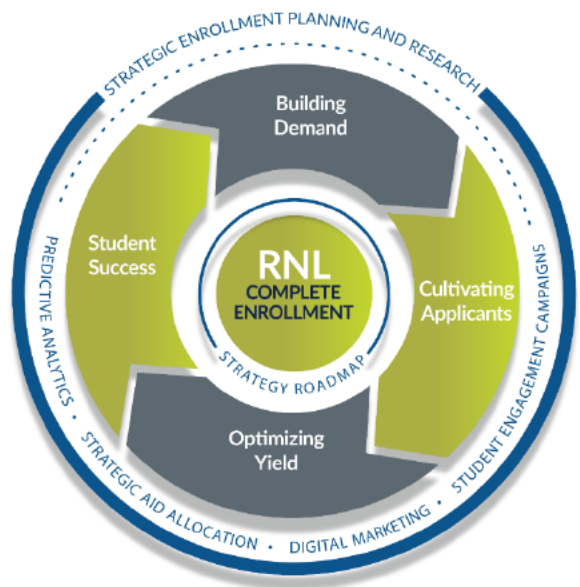 STRATEGIC ENROLLMENT PLANNING AND RESEARCH
Building
Demand
Student
Success
RNL
COMPLETE
ENROLLMENT
Cultivating
Applicants
STRATEGY ROADMAP
Optimizing
Yield
PREDICTIVE ANALYTICS • STRATEGIC AID ALLOCATION • DIGITAL MARKETING • STUDENT ENGAGEMENT CAMPAIGNS